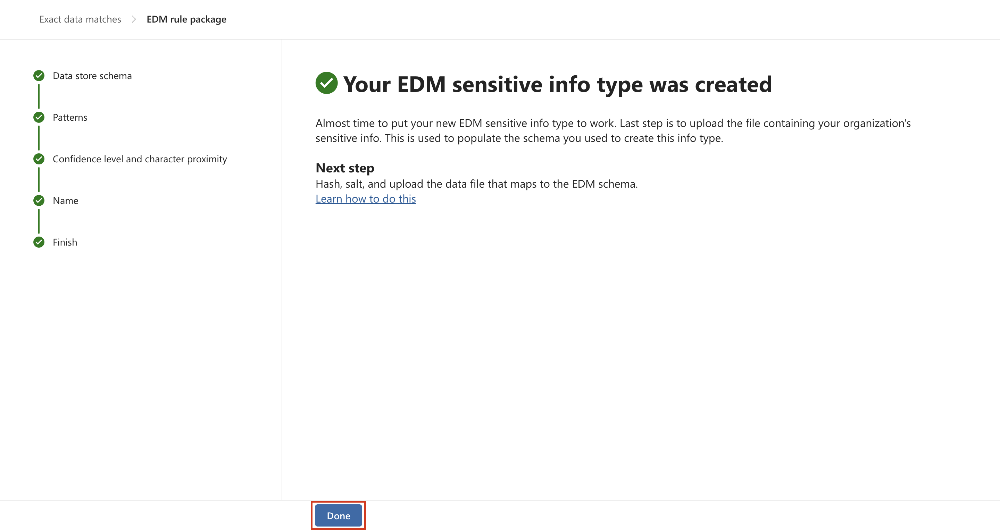 Exact data matches > EDM rule package
Data store schema
Patterns
Confidence level and character proximity
Name
Finish
Your EDM sensitive info type was created
Almost time to put your new EDM sensitive info type to work. Last step is to upload the file containing your organization's
sensitive info. This is used to populate the schema you used to create this info type.
Next step
Hash, salt, and upload the data file that maps to the EDM schema.
Learn how to do this
Done